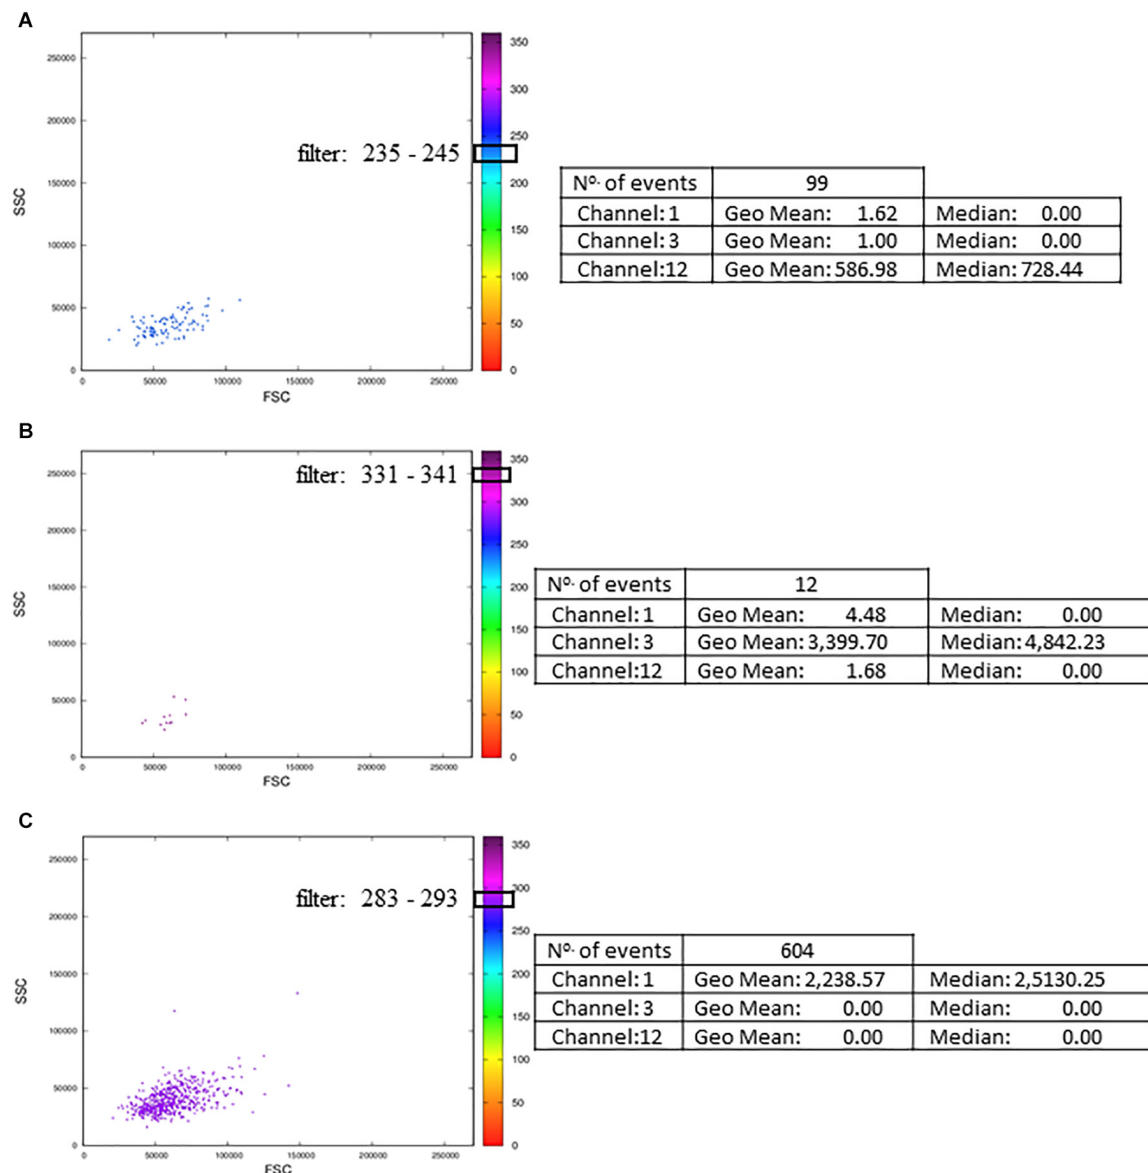 A
250000
200000
150000
100000
50000
0
SSC
0 50000 100000 150000 200000 250000
FSC
filter: 235 - 245
350
300
250
200
150
100
50
0
Nº. of events 99
Channel: 1 Geo Mean: 1.62 Median: 0.00
Channel: 3 Geo Mean: 1.00 Median: 0.00
Channel:12 Geo Mean: 586.98 Median: 728.44
B
250000
200000
150000
100000
50000
0
SSC
0 50000 100000 150000 200000 250000
FSC
filter: 331 - 341
350
300
250
200
150
100
50
0
Nº. of events 12
Channel: 1 Geo Mean: 4.48 Median: 0.00
Channel: 3 Geo Mean: 3,399.70 Median: 4,842.23
Channel:12 Geo Mean: 1.68 Median: 0.00
C
250000
200000
150000
100000
50000
0
SSC
0 50000 100000 150000 200000 250000
FSC
filter: 283 - 293
350
300
250
200
150
100
50
0
Nº. of events 604
Channel: 1 Geo Mean: 2,238.57 Median: 2,5130.25
Channel: 3 Geo Mean: 0.00 Median: 0.00
Channel:12 Geo Mean: 0.00 Median: 0.00